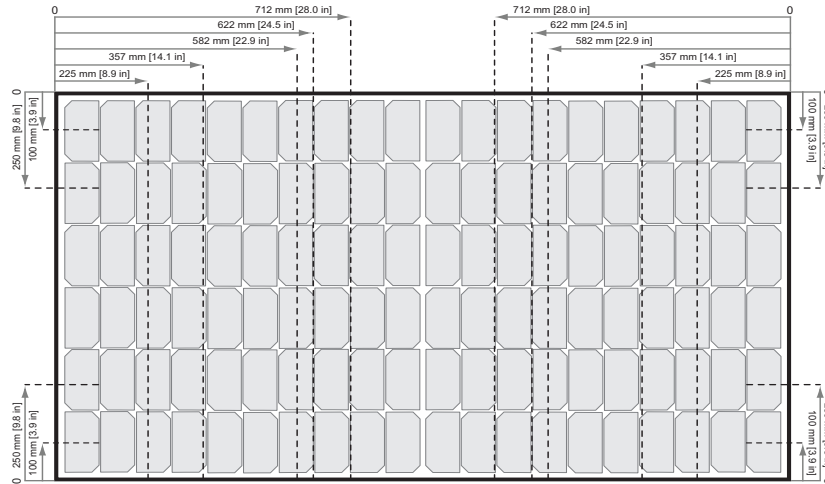 0
712 mm [28.0 in]
712 mm [28.0 in]
0
622 mm [24.5 in]
622 mm [24.5 in]
582 mm [22.9 in]
582 mm [22.9 in]
357 mm [14.1 in]
357 mm [14.1 in]
225 mm [8.9 in]
225 mm [8.9 in]
0
250 mm [9.8 in]
100 mm [3.9 in]
0
100 mm [3.9 in]
250 mm [9.8 in]
100 mm [3.9 in]
0
100 mm [3.9 in]
0